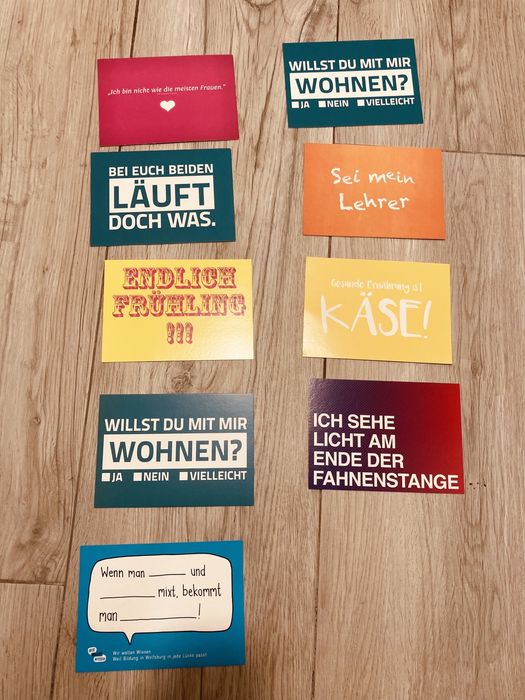 „Ich bin nicht wie die meisten Frauen."
WILLST DU MIT MIR
WOHNEN?
JA NEIN VIELLEICHT
BEI EUCH BEIDEN
LÄUFT
DOCH WAS.
Sei mein
Lehrer
ENDLICH
FRÜHLING
!!!
Gesunde Ernährung ist
KÄSE!
WILLST DU MIT MIR
WOHNEN?
JA NEIN VIELLEICHT
ICH SEHE
LICHT AM
ENDE DER
FAHNENSTANGE
Wenn man ______ und
______ mixt, bekommt
man ______!
Wir wollen Wissen
Weil Bildung in Wolfsburg in jede Lücke passt